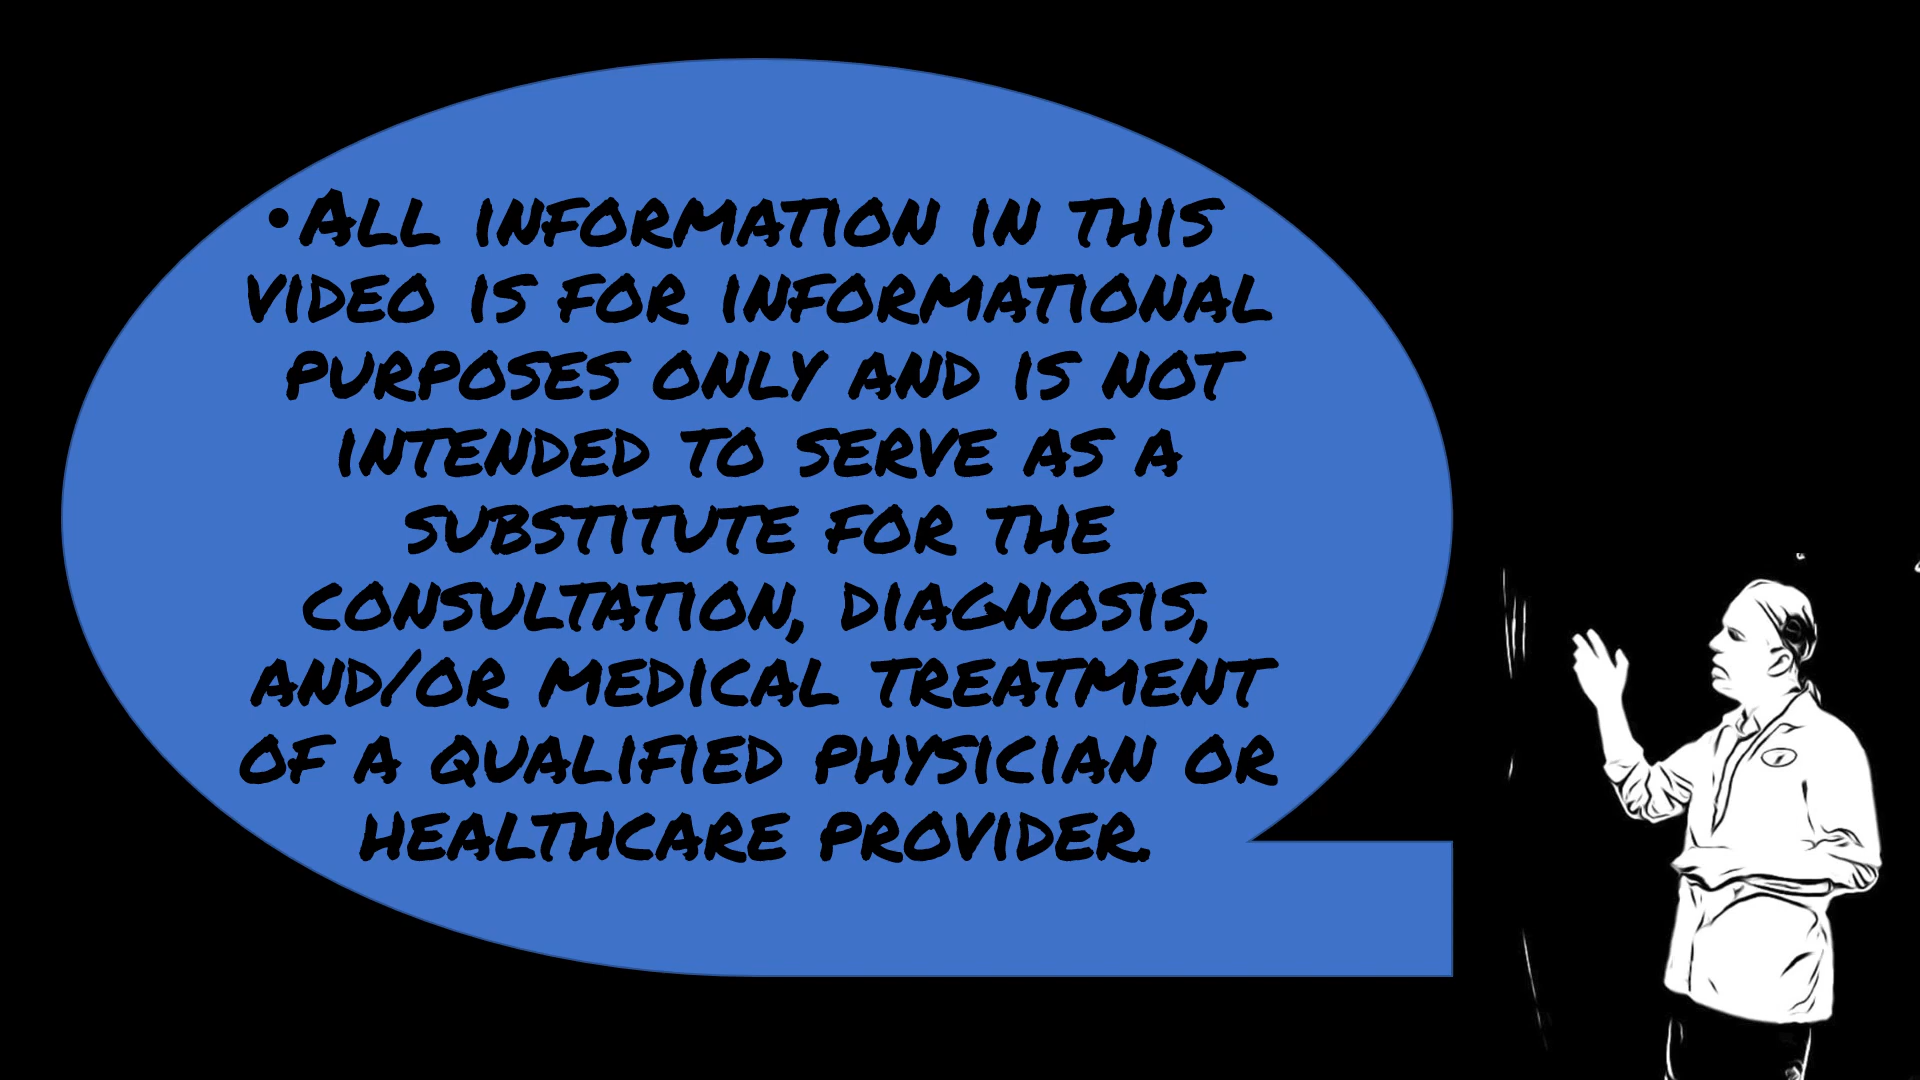 •All information in this
video is for informational
purposes only and is not
intended to serve as a
substitute for the
consultation, diagnosis,
and/or medical treatment
of a qualified physician or
healthcare provider.